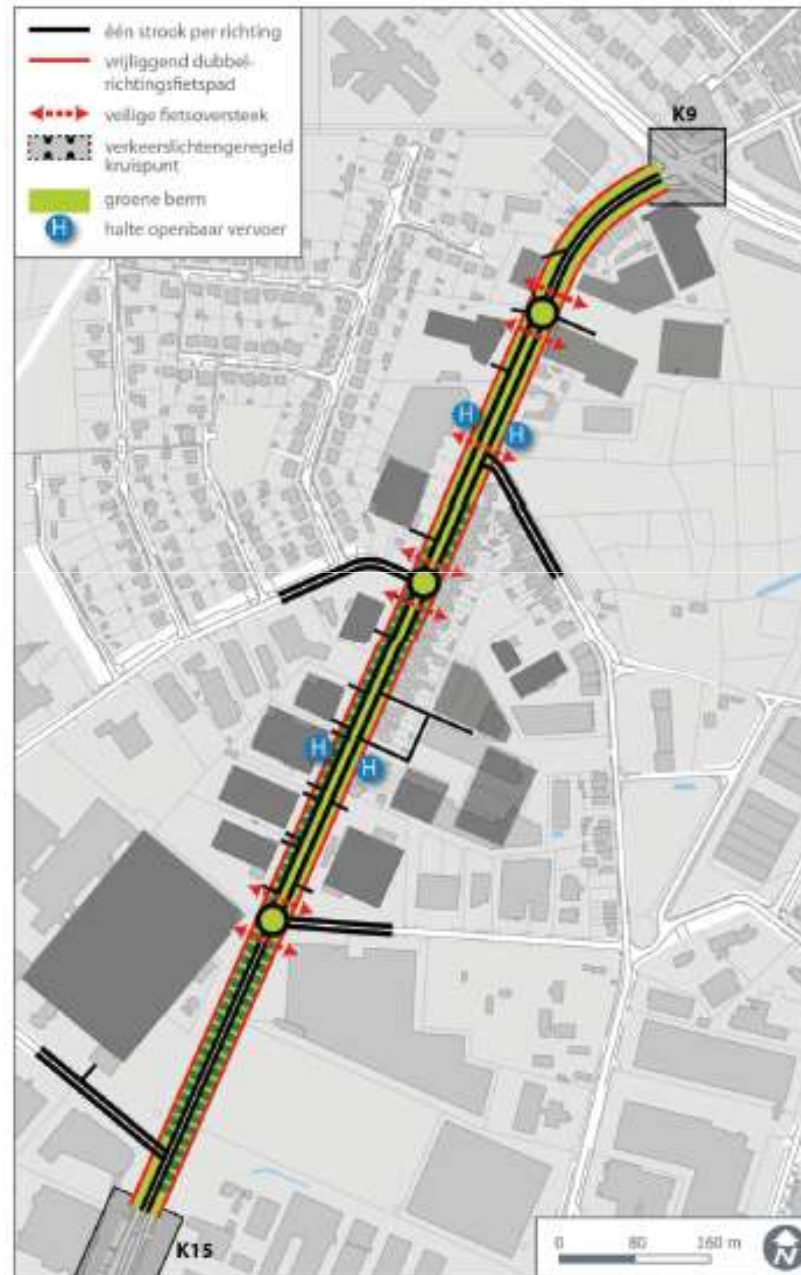 één strook per richting
vrijliggend dubbel-
richtingsfietspad
veilige fietsoversteek
verkeerslichtengeregeld
kruispunt
groene berm
H halte openbaar vervoer
K9
H
H
H
H
K15
0 80 160 m
N